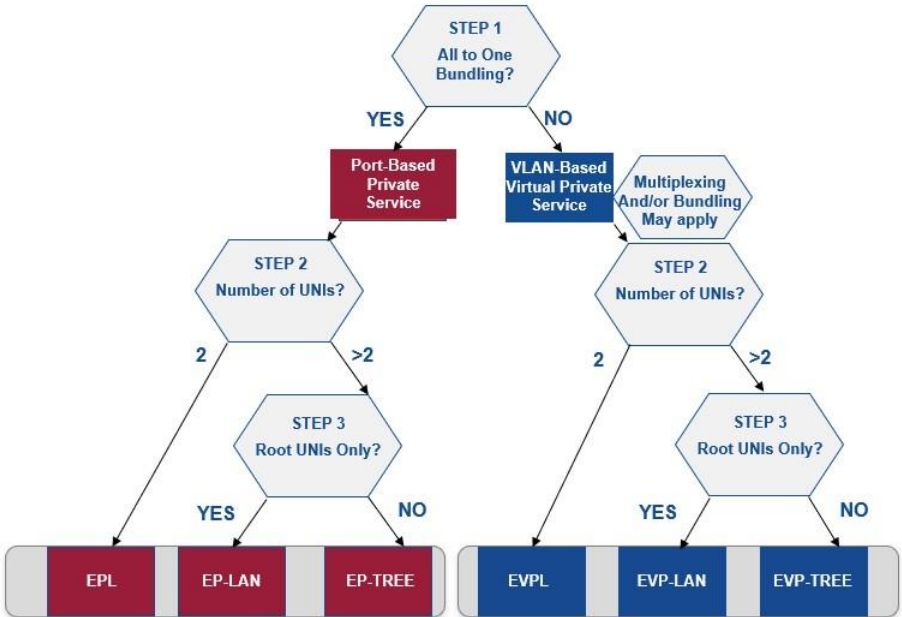 STEP 1
All to One
Bundling?
YES
NO
Port-Based
Private
Service
VLAN-Based
Virtual Private
Service
Multiplexing
And/or Bundling
May apply
STEP 2
Number of UNIs?
STEP 2
Number of UNIs?
2
>2
2
>2
STEP 3
Root UNIs Only?
STEP 3
Root UNIs Only?
YES
NO
YES
NO
EPL
EP-LAN
EP-TREE
EVPL
EVP-LAN
EVP-TREE